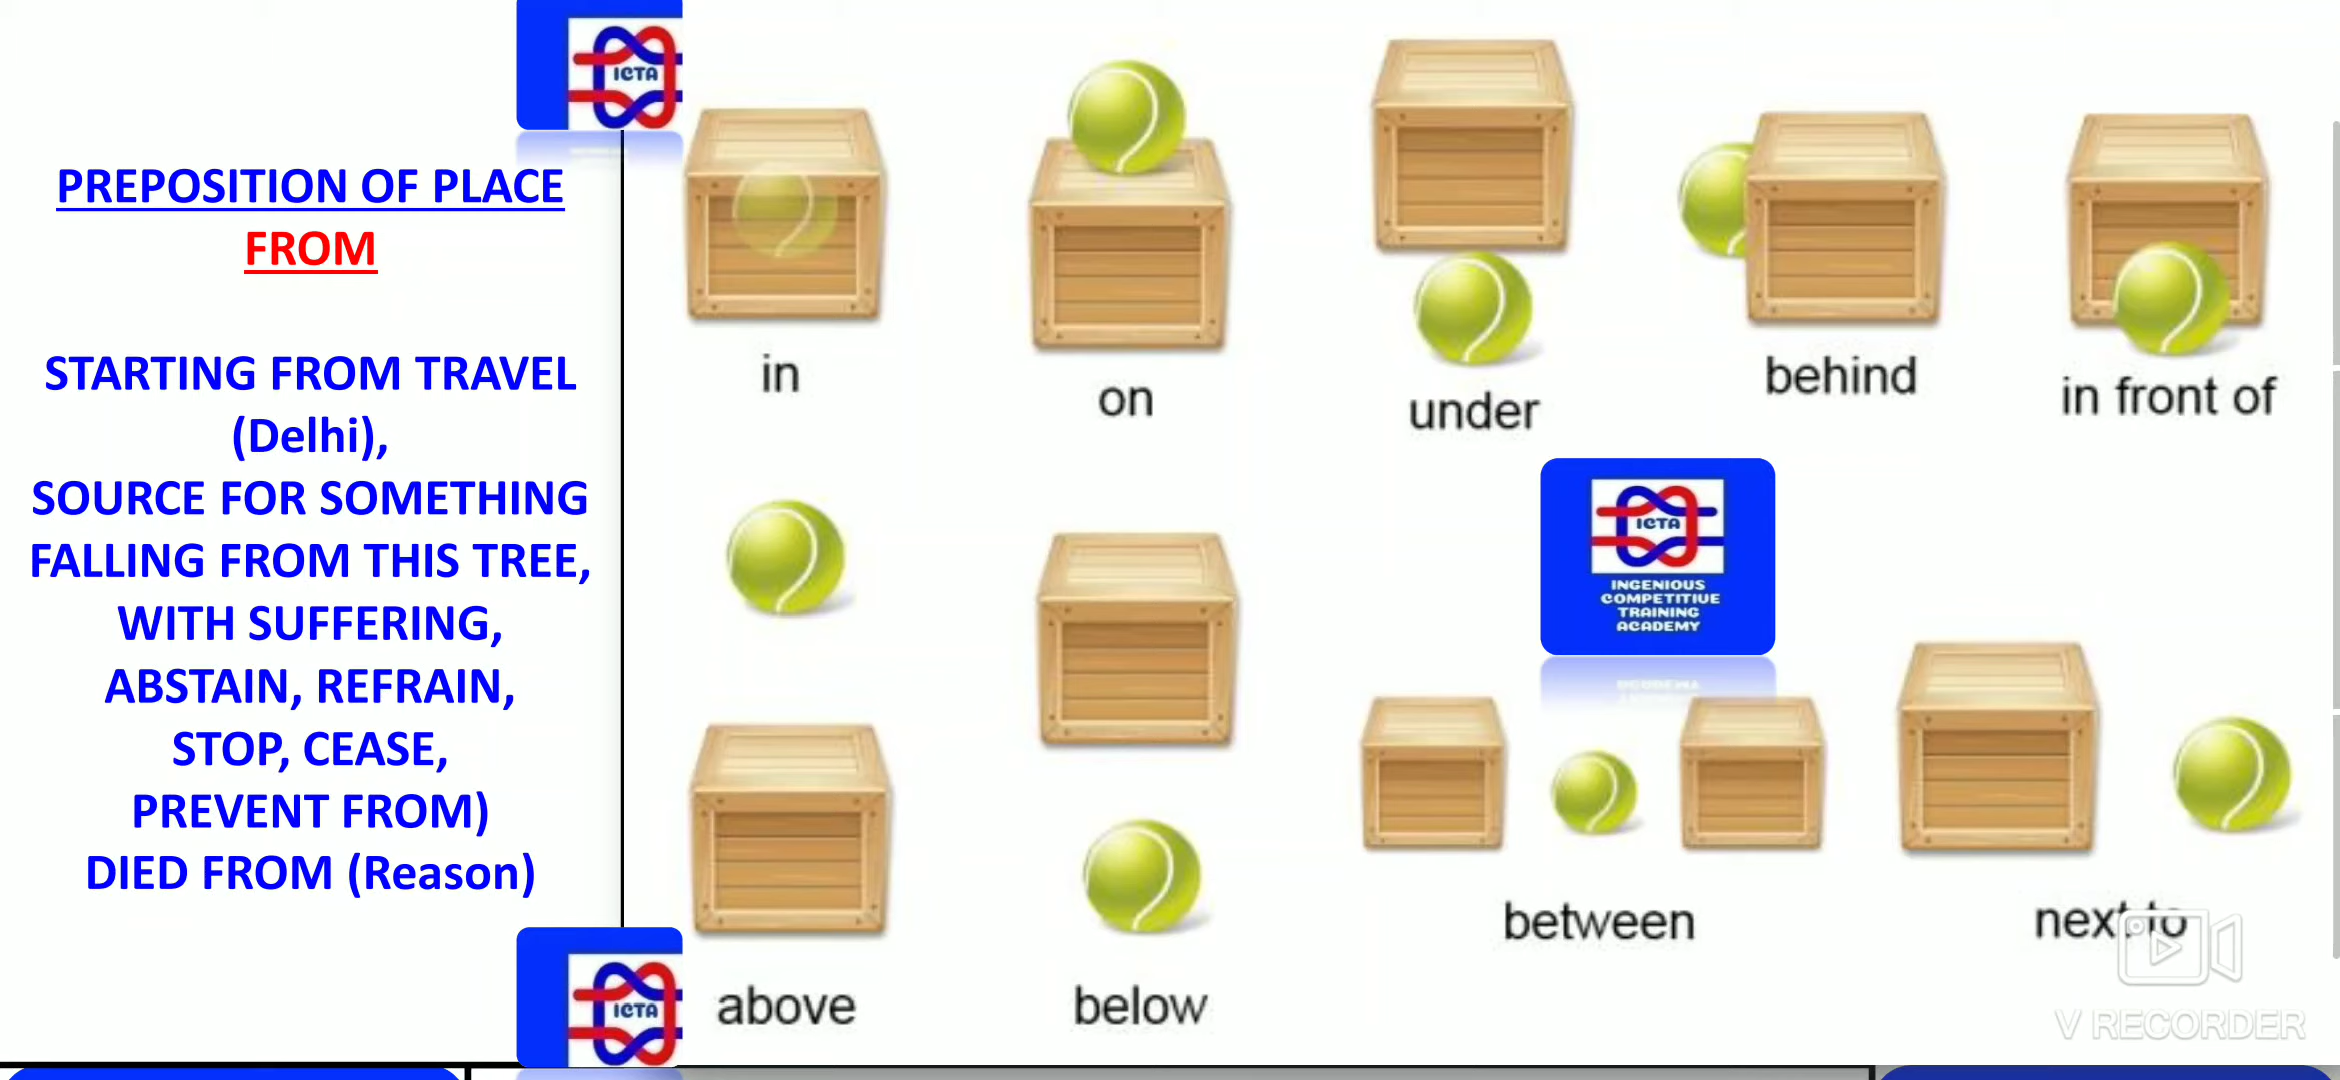 ICTA
PREPOSITION OF PLACE
FROM
STARTING FROM TRAVEL
(Delhi),
SOURCE FOR SOMETHING
FALLING FROM THIS TREE,
WITH SUFFERING,
ABSTAIN, REFRAIN,
STOP, CEASE,
PREVENT FROM)
DIED FROM (Reason)
ICTA
in
on
under
behind
in front of
ICTA
INGENIOUS
COMPETITIVE
TRAINING
ACADEMY
above
below
between
next to
V RECORDER